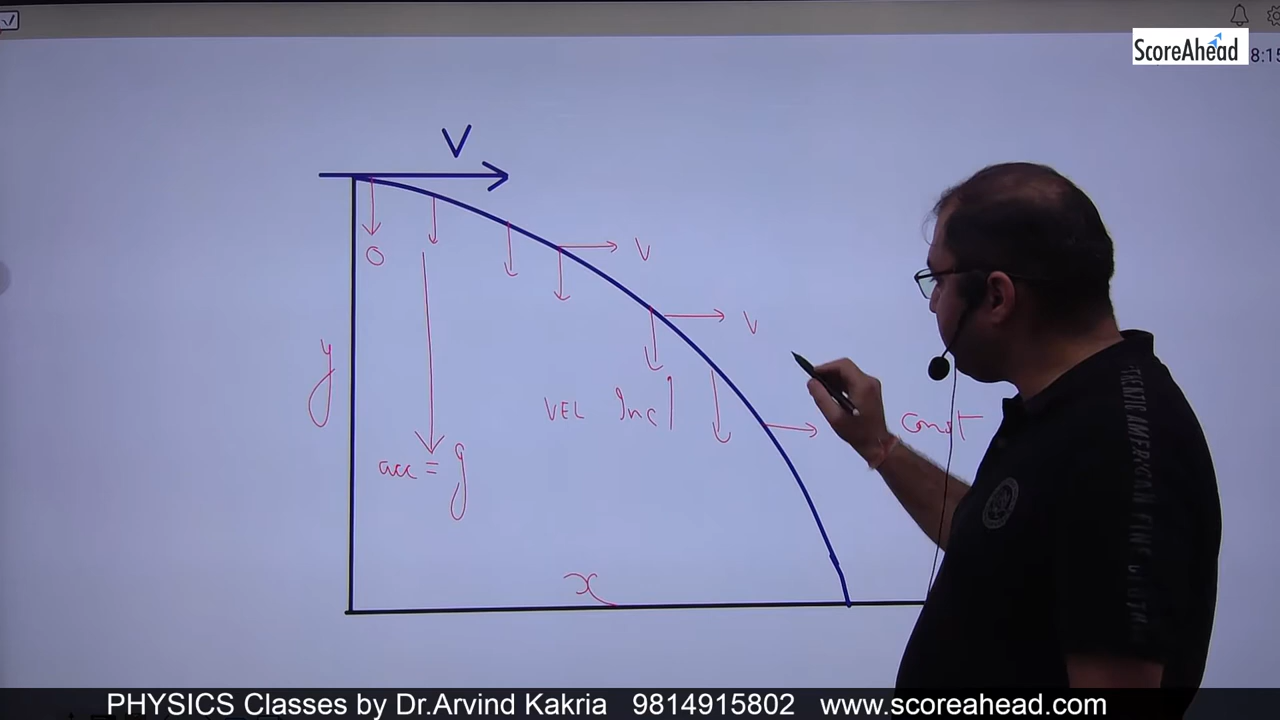 ScoreAhead
8:15
V
0
V
V
y
VEL Inc
const
acc = g
x
PHYSICS Classes by Dr.Arvind Kakria 9814915802 www.scoreahead.com